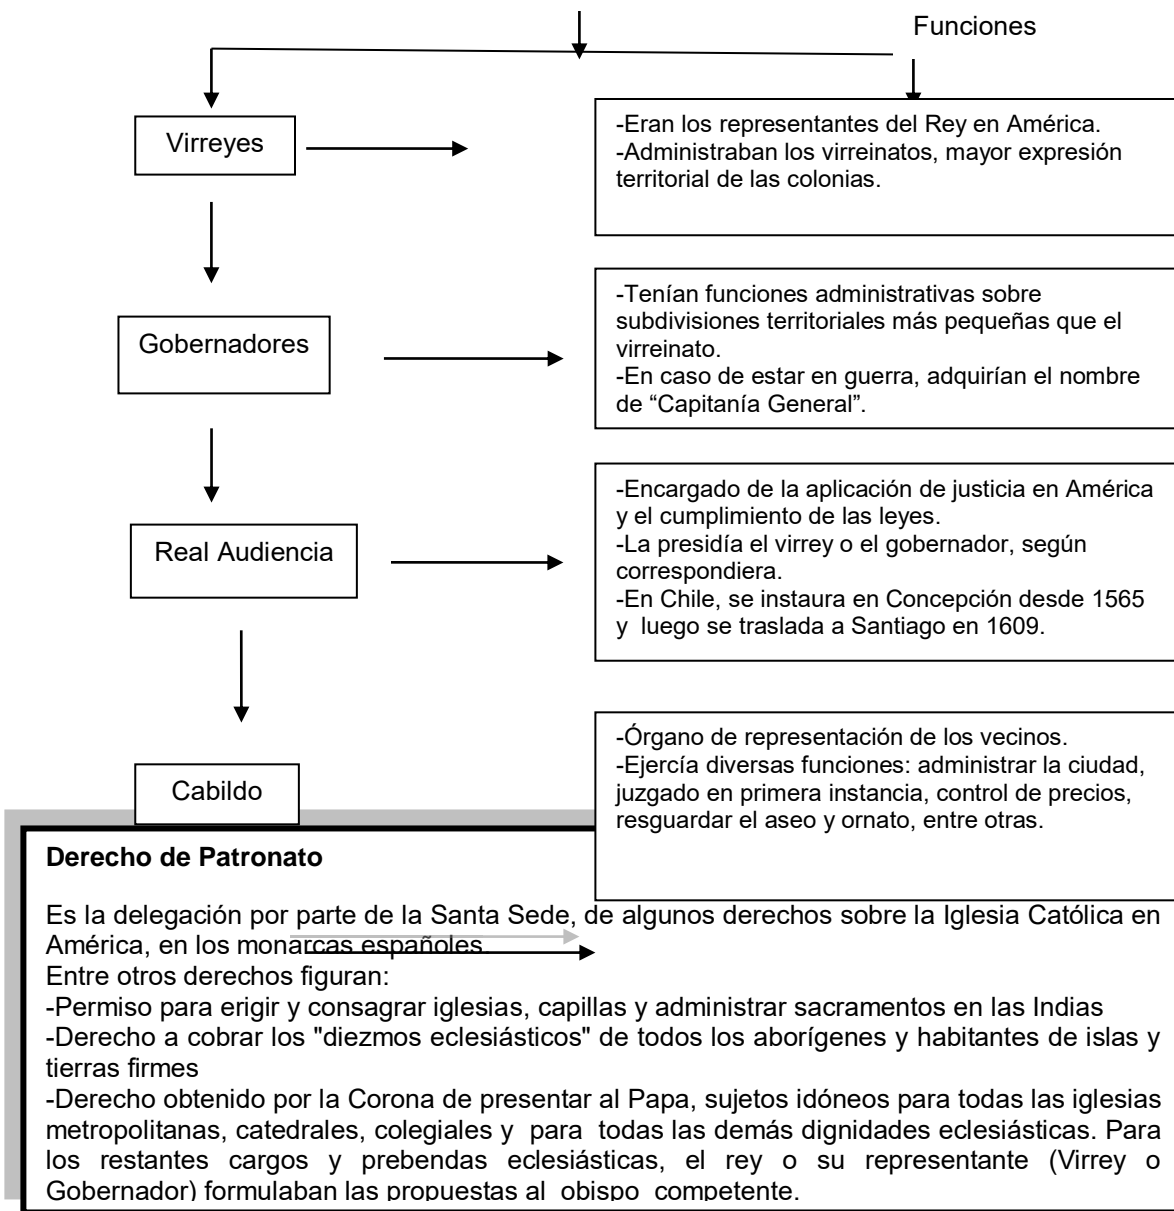 Funciones
Virreyes
-Eran los representantes del Rey en América.
-Administraban los virreinatos, mayor expresión
territorial de las colonias.
Gobernadores
-Tenían funciones administrativas sobre
subdivisiones territoriales más pequeñas que el
virreinato.
-En caso de estar en guerra, adquirían el nombre
de “Capitanía General”.
Real Audiencia
-Encargado de la aplicación de justicia en América
y el cumplimiento de las leyes.
-La presidía el virrey o el gobernador, según
correspondiera.
-En Chile, se instaura en Concepción desde 1565
y luego se traslada a Santiago en 1609.
Cabildo
-Órgano de representación de los vecinos.
-Ejercía diversas funciones: administrar la ciudad,
juzgado en primera instancia, control de precios,
resguardar el aseo y ornato, entre otras.
Derecho de Patronato
Es la delegación por parte de la Santa Sede, de algunos derechos sobre la Iglesia Católica en
América, en los monarcas españoles
Entre otros derechos figuran:
-Permiso para erigir y consagrar iglesias, capillas y administrar sacramentos en las Indias
-Derecho a cobrar los "diezmos eclesiásticos" de todos los aborígenes y habitantes de islas y
tierras firmes
-Derecho obtenido por la Corona de presentar al Papa, sujetos idóneos para todas las iglesias
metropolitanas, catedrales, colegiales y para todas las demás dignidades eclesiásticas. Para
los restantes cargos y prebendas eclesiásticas, el rey o su representante (Virrey o
Gobernador) formulaban las propuestas al obispo competente.